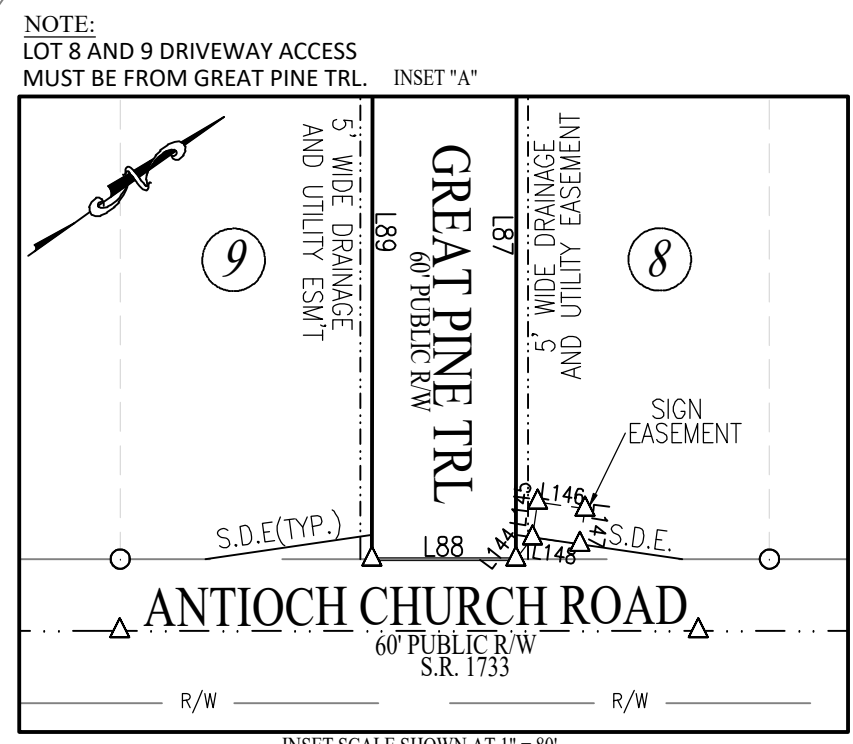 NOTE:
LOT 8 AND 9 DRIVEWAY ACCESS
MUST BE FROM GREAT PINE TRL.
INSET "A"
5' WIDE DRAINAGE
AND UTILITY ESM'T
9
L89
GREAT PINE TRL
60' PUBLIC R/W
L87
5' WIDE DRAINAGE
AND UTILITY EASEMENT
8
SIGN
EASEMENT
L145
L146
L147
L144
L148
S.D.E(TYP.)
L88
S.D.E.
ANTIOCH CHURCH ROAD
60' PUBLIC R/W
S.R. 1733
R/W
R/W
INSET SCALE SHOWN AT 1" = 80'